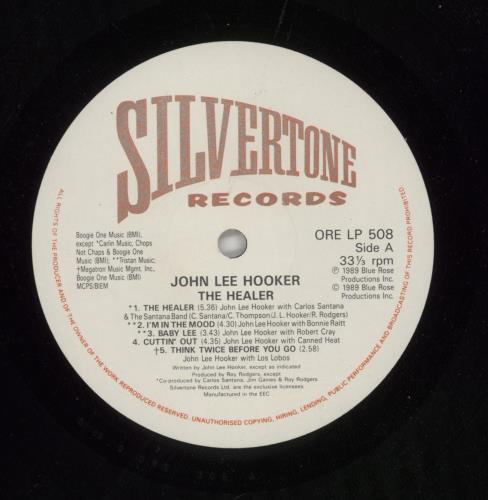 SILVERTONE
RECORDS
Boogie One Music (BMI),
except *Carlin Music, Chops
Not Chaps & Boogie One
Music (BMI); **Tristan Music;
†Megatron Music Mgmt. Inc.,
Boogie One Music (BMI)
MCPS/BIEM
ORE LP 508
Side A
33⅓ rpm
℗ 1989 Blue Rose
Productions Inc.
© 1989 Blue Rose
Productions Inc.
JOHN LEE HOOKER
THE HEALER
*1. THE HEALER (5.36) John Lee Hooker with Carlos Santana
& The Santana Band (C. Santana/C. Thompson/J. L. Hooker/R. Rodgers)
**2. I'M IN THE MOOD (4.30) John Lee Hooker with Bonnie Raitt
**3. BABY LEE (3.43) John Lee Hooker with Robert Cray
4. CUTTIN' OUT (4.35) John Lee Hooker with Canned Heat
†5. THINK TWICE BEFORE YOU GO (2.58)
John Lee Hooker with Los Lobos
Written by John Lee Hooker, except as indicated
Produced by Roy Rodgers, except
*Co-produced by Carlos Santana, Jim Gaines & Roy Rodgers
Silvertone Records Ltd. are the exclusive licensees
Manufactured in the EEC
ALL RIGHTS OF THE PRODUCER AND OF THE OWNER OF THE WORK REPRODUCED RESERVED. UNAUTHORISED COPYING, HIRING, LENDING, PUBLIC PERFORMANCE AND BROADCASTING OF THIS RECORD PROHIBITED.